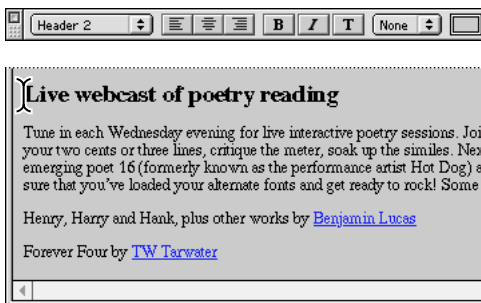 Header 2 B I T None
Live webcast of poetry reading
Tune in each Wednesday evening for live interactive poetry sessions. Joi
your two cents or three lines, critique the meter, soak up the similes. Nex
emerging poet 16 (formerly known as the performance artist Hot Dog) a
sure that you've loaded your alternate fonts and get ready to rock! Some
Henry, Harry and Hank, plus other works by Benjamin Lucas
Forever Four by TW Tarwater